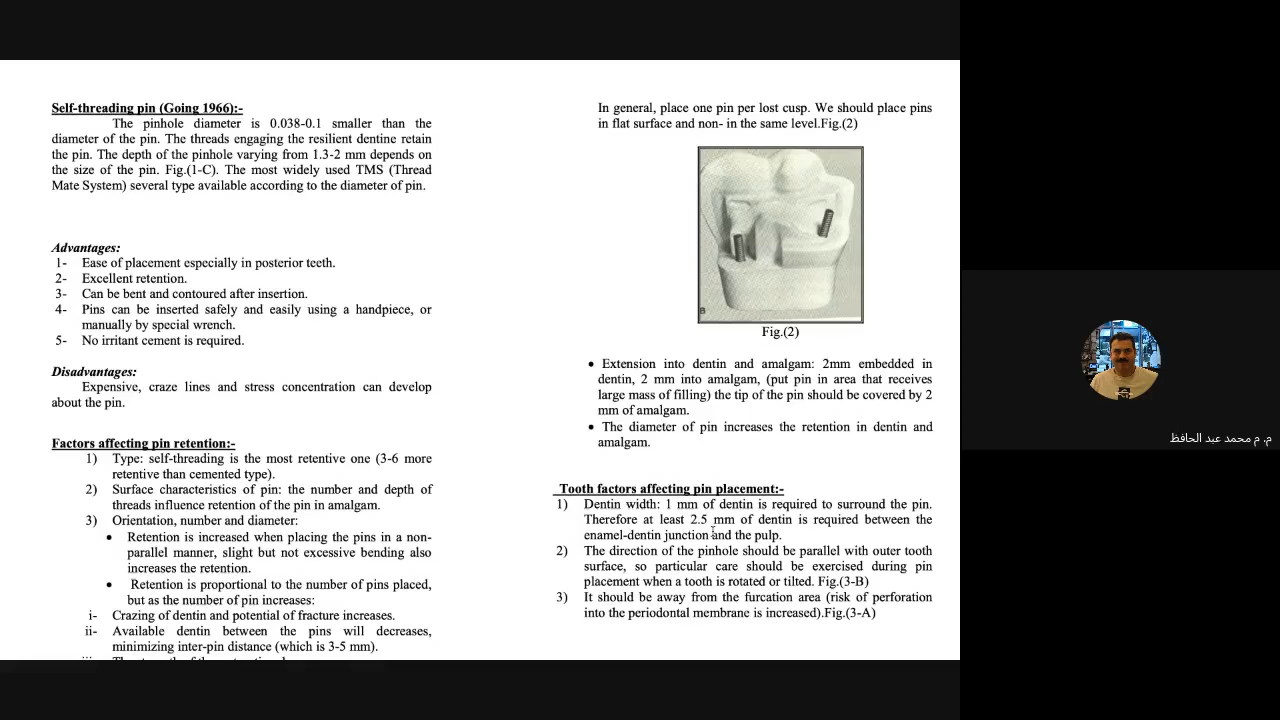 Self-threading pin (Going 1966):-
The pinhole diameter is 0.038-0.1 smaller than the
diameter of the pin. The threads engaging the resilient dentine retain
the pin. The depth of the pinhole varying from 1.3-2 mm depends on
the size of the pin. Fig.(1-C). The most widely used TMS (Thread
Mate System) several type available according to the diameter of pin.
Advantages:
1- Ease of placement especially in posterior teeth.
2- Excellent retention.
3- Can be bent and contoured after insertion.
4- Pins can be inserted safely and easily using a handpiece, or
manually by special wrench.
5- No irritant cement is required.
Disadvantages:
Expensive, craze lines and stress concentration can develop
about the pin.
Factors affecting pin retention:-
1) Type: self-threading is the most retentive one (3-6 more
retentive than cemented type).
2) Surface characteristics of pin: the number and depth of
threads influence retention of the pin in amalgam.
3) Orientation, number and diameter:
• Retention is increased when placing the pins in a non-
parallel manner, slight but not excessive bending also
increases the retention.
• Retention is proportional to the number of pins placed,
but as the number of pin increases:
i- Crazing of dentin and potential of fracture increases.
ii- Available dentin between the pins will decreases,
minimizing inter-pin distance (which is 3-5 mm).
In general, place one pin per lost cusp. We should place pins
in flat surface and non- in the same level.Fig.(2)
B
Fig.(2)
• Extension into dentin and amalgam: 2mm embedded in
dentin, 2 mm into amalgam, (put pin in area that receives
large mass of filling) the tip of the pin should be covered by 2
mm of amalgam.
• The diameter of pin increases the retention in dentin and
amalgam.
Tooth factors affecting pin placement:-
1) Dentin width: 1 mm of dentin is required to surround the pin.
Therefore at least 2.5 mm of dentin is required between the
enamel-dentin junction and the pulp.
2) The direction of the pinhole should be parallel with outer tooth
surface, so particular care should be exercised during pin
placement when a tooth is rotated or tilted. Fig.(3-B)
3) It should be away from the furcation area (risk of perforation
into the periodontal membrane is increased).Fig.(3-A)
م. م محمد عبد الحافظ